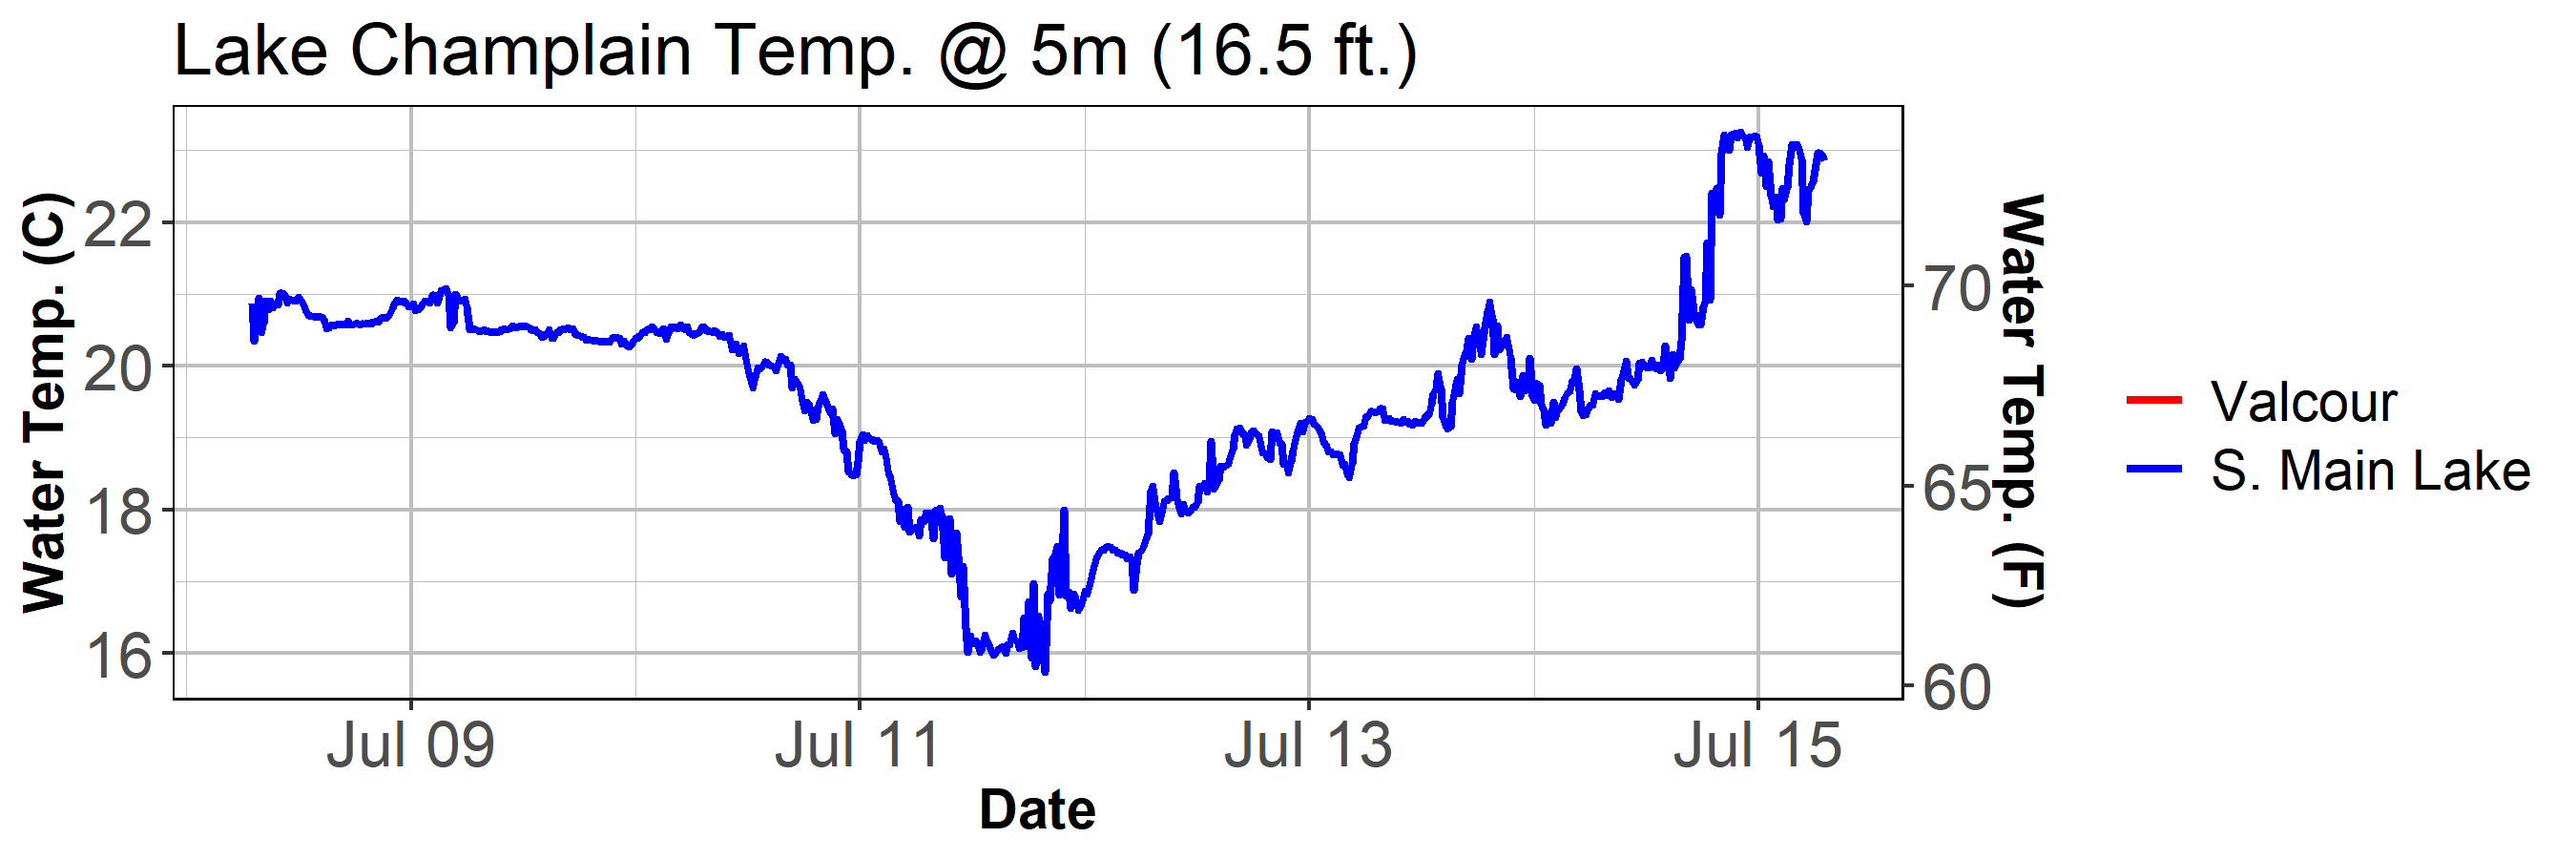 Lake Champlain Temp. @ 5m (16.5 ft.)
Water Temp. (C)
22
20
18
16
70
65
60
Water Temp. (F)
Jul 09
Jul 11
Jul 13
Jul 15
Date
Valcour
S. Main Lake